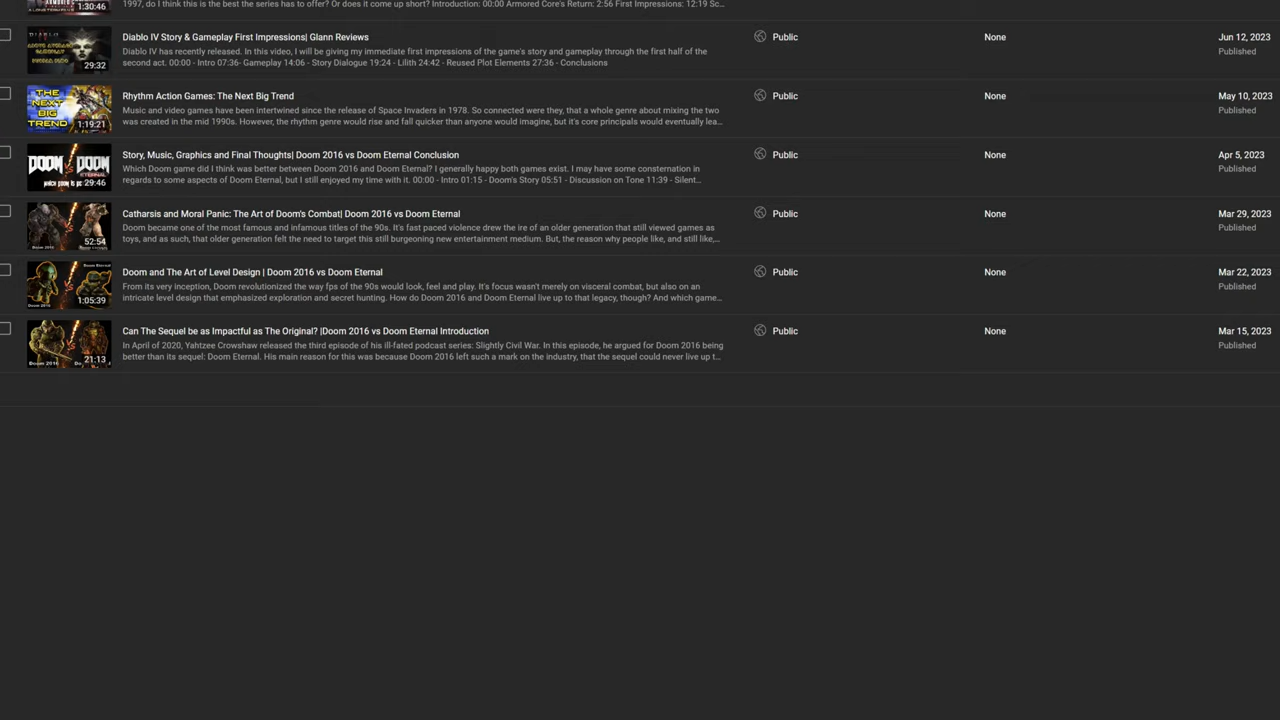 1:30:46
1997, do I think this is the best the series has to offer? Or does it come up short? Introduction: 00:00 Armored Core's Return: 2:56 First Impressions: 12:19 Sc…
Diablo IV Story & Gameplay First Impressions| Glann Reviews
Public
None
Jun 12, 2023
Diablo IV has recently released. In this video, I will be giving my immediate first impressions of the game's story and gameplay through the first half of the
Published
second act. 00:00 - Intro 07:36- Gameplay 14:06 - Story Dialogue 19:24 - Lilith 24:42 - Reused Plot Elements 27:36 - Conclusions
29:32
Rhythm Action Games: The Next Big Trend
Public
None
May 10, 2023
THE
NEXT
BIG
TREND
Music and video games have been intertwined since the release of Space Invaders in 1978. So connected were they, that a whole genre about mixing the two
Published
was created in the mid 1990s. However, the rhythm genre would rise and fall quicker than anyone would imagine, but it's core principals would eventually lea…
1:19:21
Story, Music, Graphics and Final Thoughts| Doom 2016 vs Doom Eternal Conclusion
Public
None
Apr 5, 2023
DOOM DOOM
ETERNAL
Which Doom game did I think was better between Doom 2016 and Doom Eternal? I generally happy both games exist. I may have some consternation in
Published
regards to some aspects of Doom Eternal, but I still enjoyed my time with it. 00:00 - Intro 01:15 - Doom's Story 05:51 - Discussion on Tone 11:39 - Silent…
29:46
Catharsis and Moral Panic: The Art of Doom's Combat| Doom 2016 vs Doom Eternal
Public
None
Mar 29, 2023
Doom became one of the most famous and infamous titles of the 90s. It's fast paced violence drew the ire of an older generation that still viewed games as
Published
toys, and as such, that older generation felt the need to target this still burgeoning new entertainment medium. But, the reason why people like, and still like,…
52:54
Doom and The Art of Level Design | Doom 2016 vs Doom Eternal
Public
None
Mar 22, 2023
Doom Eternal
From its very inception, Doom revolutionized the way fps of the 90s would look, feel and play. It's focus wasn't merely on visceral combat, but also on an
Published
intricate level design that emphasized exploration and secret hunting. How do Doom 2016 and Doom Eternal live up to that legacy, though? And which game…
1:05:39
Doom 2016
Can The Sequel be as Impactful as The Original? |Doom 2016 vs Doom Eternal Introduction
Public
None
Mar 15, 2023
In April of 2020, Yahtzee Crowshaw released the third episode of his ill-fated podcast series: Slightly Civil War. In this episode, he argued for Doom 2016 being
Published
better than its sequel: Doom Eternal. His main reason for this was because Doom 2016 left such a mark on the industry, that the sequel could never live up t…
21:13
Doom 2016